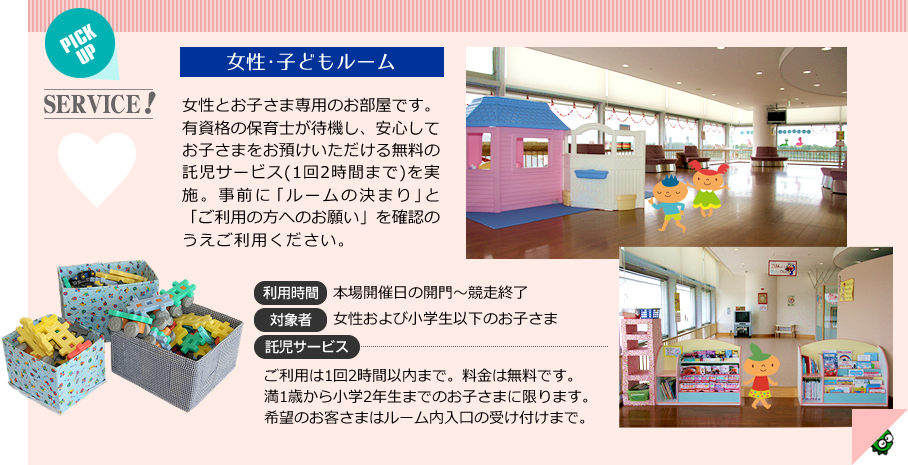 PICK
UP
SERVICE!
女性・子どもルーム
女性とお子さま専用のお部屋です。
有資格の保育士が待機し、安心して
お子さまをお預けいただける無料の
託児サービス(1回2時間まで)を実
施。事前に「ルームの決まり」と
「ご利用の方へのお願い」を確認の
うえご利用ください。
利用時間 本場開催日の開門～競走終了
対象者 女性および小学生以下のお子さま
託児サービス
ご利用は1回2時間以内まで。料金は無料です。
満1歳から小学2年生までのお子さまに限ります。
希望のお客さまはルーム内入口の受け付けまで。